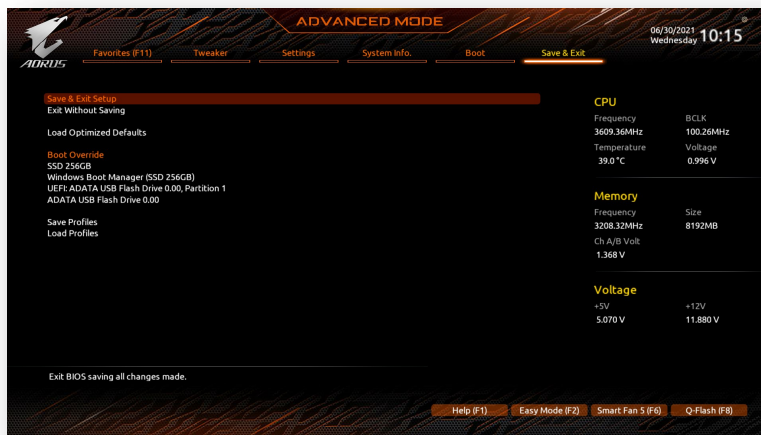 ADVANCED MODE
06/30/2021
Wednesday 10:15
AORUS
Favorites (F11) Tweaker Settings System Info. Boot Save & Exit
Save & Exit Setup
Exit Without Saving
Load Optimized Defaults
Boot Override
SSD 256GB
Windows Boot Manager (SSD 256GB)
UEFI: ADATA USB Flash Drive 0.00, Partition 1
ADATA USB Flash Drive 0.00
Save Profiles
Load Profiles
CPU
Frequency BCLK
3609.36MHz 100.26MHz
Temperature Voltage
39.0 °C 0.996 V
Memory
Frequency Size
3208.32MHz 8192MB
Ch A/B Volt
1.368 V
Voltage
+5V +12V
5.070 V 11.880 V
Exit BIOS saving all changes made.
Help (F1) Easy Mode (F2) Smart Fan 5 (F6) Q-Flash (F8)